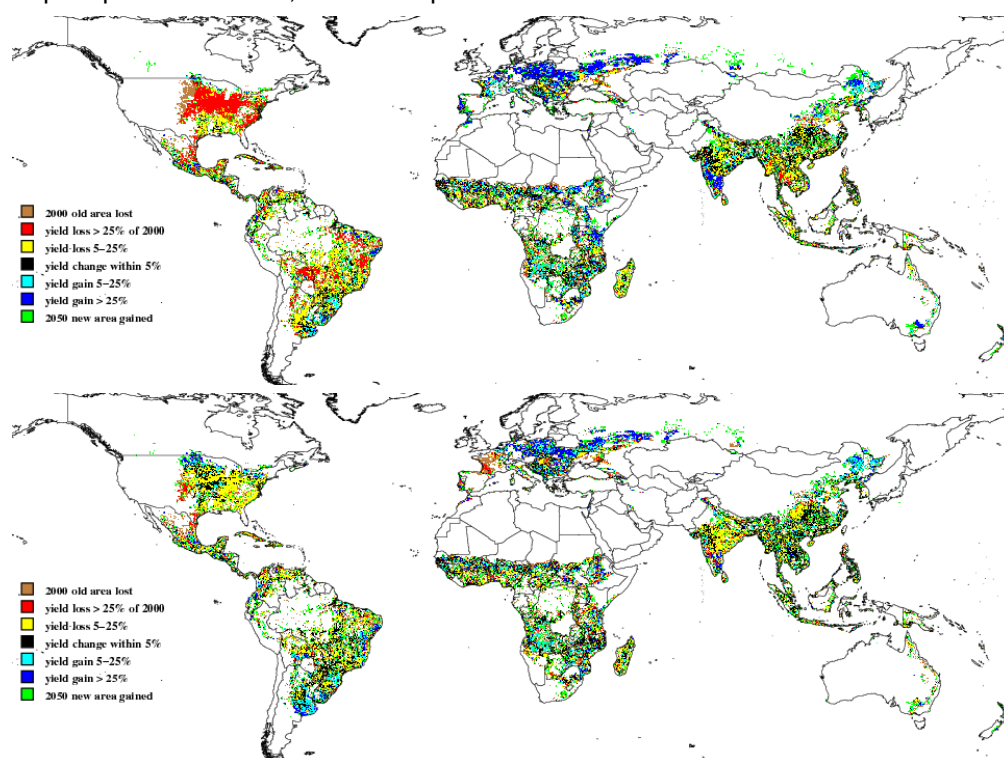 2000 old area lost
yield loss > 25% of 2000
yield loss 5-25%
yield change within 5%
yield gain 5-25%
yield gain > 25%
2050 new area gained
2000 old area lost
yield loss > 25% of 2000
yield loss 5-25%
yield change within 5%
yield gain 5-25%
yield gain > 25%
2050 new area gained